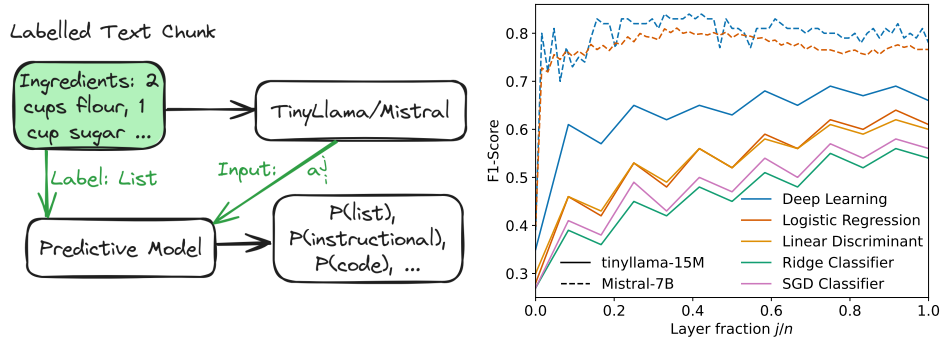 Labelled Text Chunk
Ingredients: 2
cups flour, 1
cup sugar ...
TinyLlama/Mistral
Label: List
Input: a^j_i
Predictive Model
P(list),
P(instructional),
P(code), ...
F1-Score
0.8
0.7
0.6
0.5
0.4
0.3
0.0
0.2
0.4
0.6
0.8
1.0
Layer fraction j/n
tinyllama-15M
Mistral-7B
Deep Learning
Logistic Regression
Linear Discriminant
Ridge Classifier
SGD Classifier